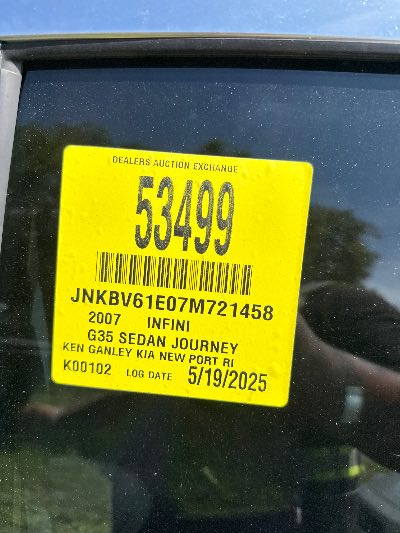 DEALERS AUCTION EXCHANGE
53499
JNKBV61E07M721458
2007 INFINI
G35 SEDAN JOURNEY
KEN GANLEY KIA NEW PORT RI
K00102 LOG DATE 5/19/2025